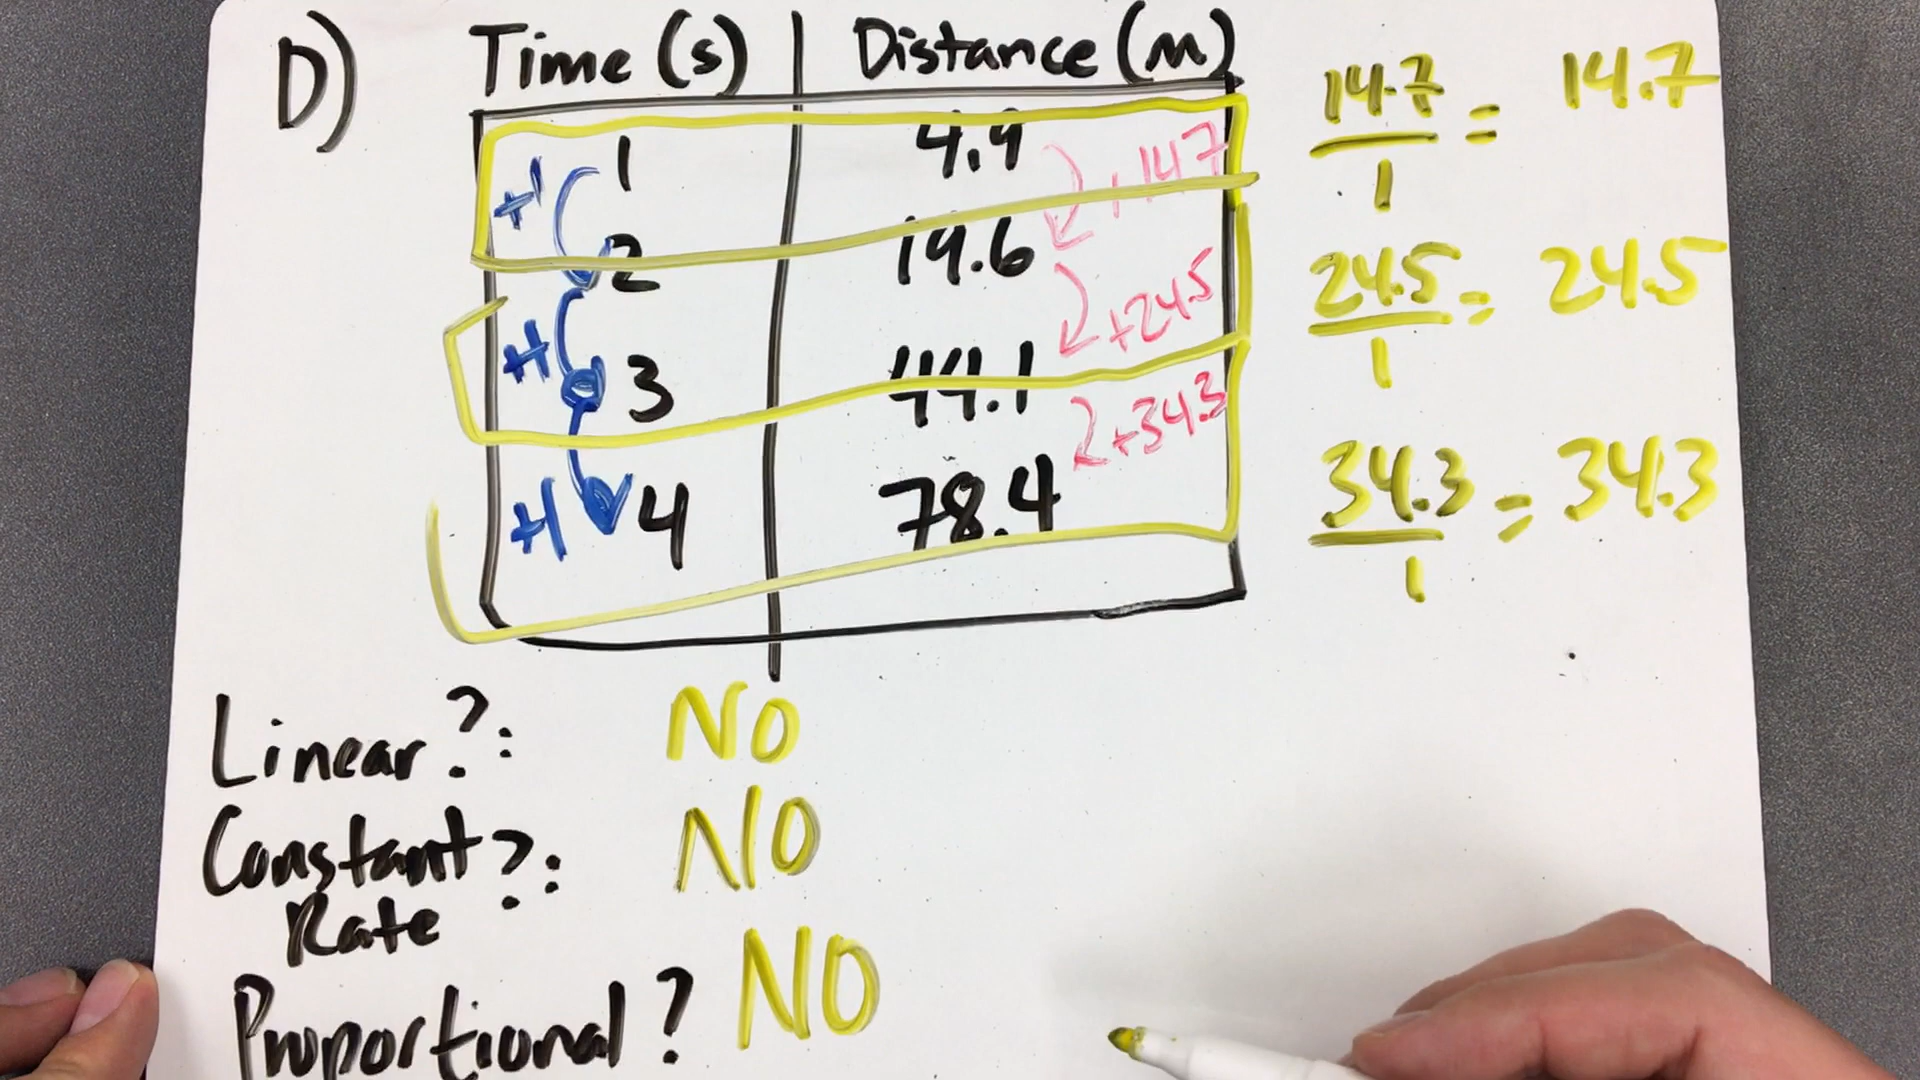 D) Time (s) Distance (m)
1 4.9
+1 +14.7
2 19.6
+1 +24.5
3 44.1
+1 +34.3
4 78.4
14.7 = 14.7
1
24.5 = 24.5
1
34.3 = 34.3
1
Linear?: NO
Constant?: NO
Rate
Proportional? NO